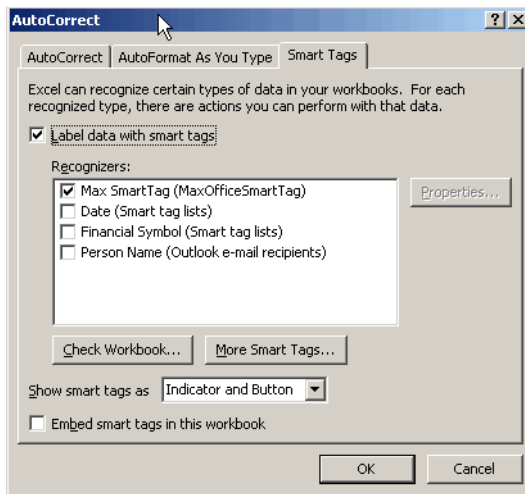 AutoCorrect
AutoCorrect AutoFormat As You Type Smart Tags
Excel can recognize certain types of data in your workbooks. For each
recognized type, there are actions you can perform with that data.
Label data with smart tags
Recognizers:
Max SmartTag (MaxOfficeSmartTag)
Properties...
Date (Smart tag lists)
Financial Symbol (Smart tag lists)
Person Name (Outlook e-mail recipients)
Check Workbook... More Smart Tags...
Show smart tags as Indicator and Button
Embed smart tags in this workbook
OK Cancel